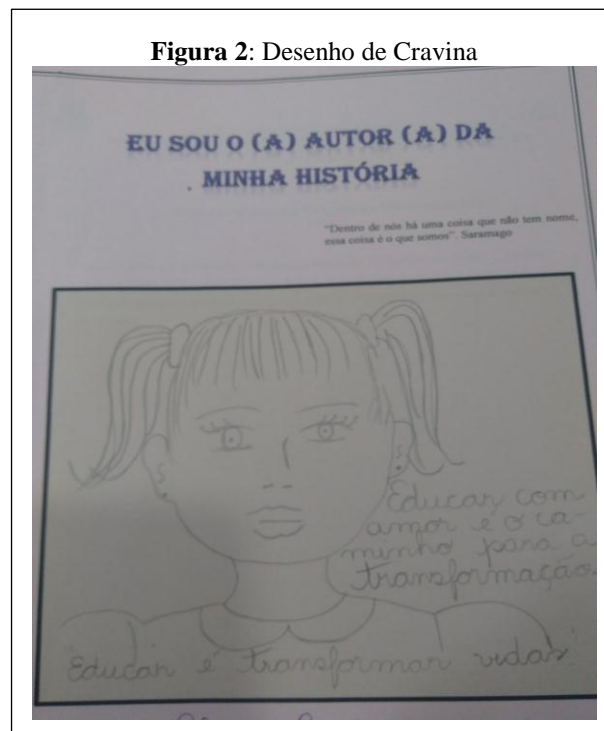 Figura 2: Desenho de Cravina
EU SOU O (A) AUTOR (A) DA
MINHA HISTÓRIA
"Dentro de nós há uma coisa que não tem nome,
essa coisa é o que somos". Saramago
Educar com
amor é o ca-
minho para a
transformação.
Educar é transformar vidas